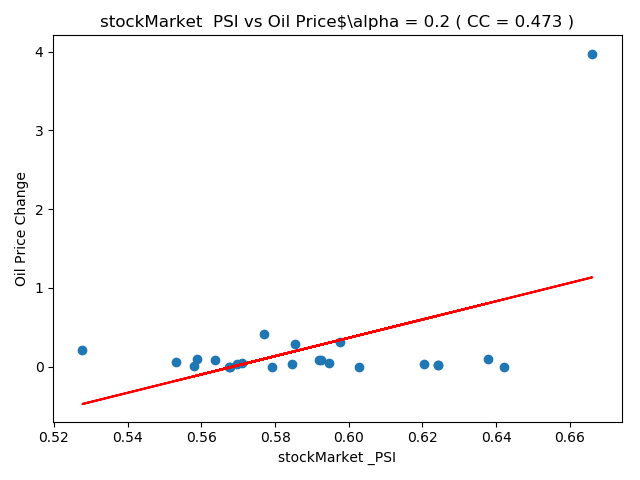 stockMarket  PSI vs Oil Price$\alpha = 0.2 ( CC = 0.473 )
4
3
2
1
0
Oil Price Change
0.52 0.54 0.56 0.58 0.60 0.62 0.64 0.66
stockMarket _PSI